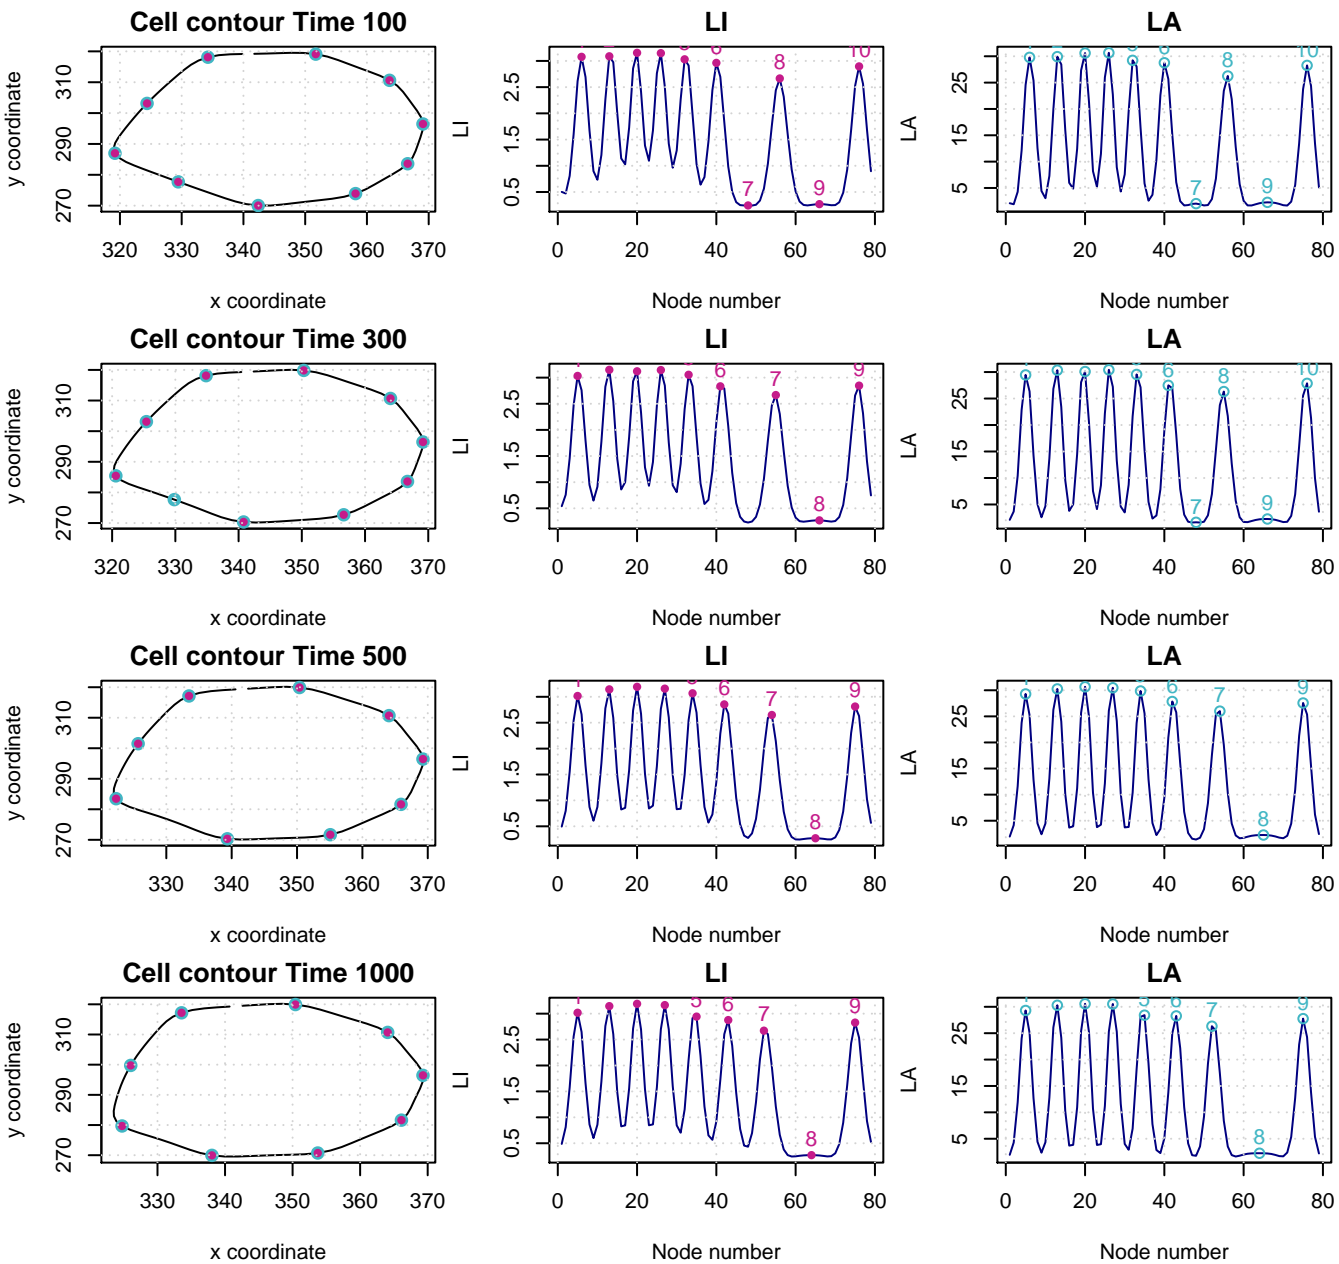 Cell contour Time 100
y coordinate
270 290 310
320 330 340 350 360 370
x coordinate
LI
LI
0.5 1.5 2.5
6 8 10
7 9
0 20 40 60 80
Node number
LA
LA
5 15 25
6 8 10
7 9
0 20 40 60 80
Node number
Cell contour Time 300
y coordinate
270 290 310
320 330 340 350 360 370
x coordinate
LI
LI
0.5 1.5 2.5
6 7 9
8
0 20 40 60 80
Node number
LA
LA
5 15 25
6 8 10
7 9
0 20 40 60 80
Node number
Cell contour Time 500
y coordinate
270 290 310
330 340 350 360 370
x coordinate
LI
LI
0.5 1.5 2.5
6 7 9
8
0 20 40 60 80
Node number
LA
LA
5 15 25
6 7 9
8
0 20 40 60 80
Node number
Cell contour Time 1000
y coordinate
270 290 310
330 340 350 360 370
x coordinate
LI
LI
0.5 1.5 2.5
5 6 7 9
8
0 20 40 60 80
Node number
LA
LA
5 15 25
5 6 7 9
8
0 20 40 60 80
Node number